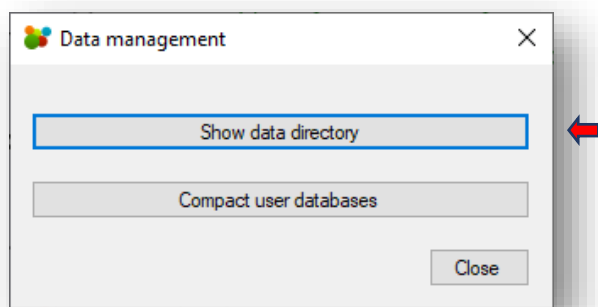 Data management
Show data directory
Compact user databases
Close